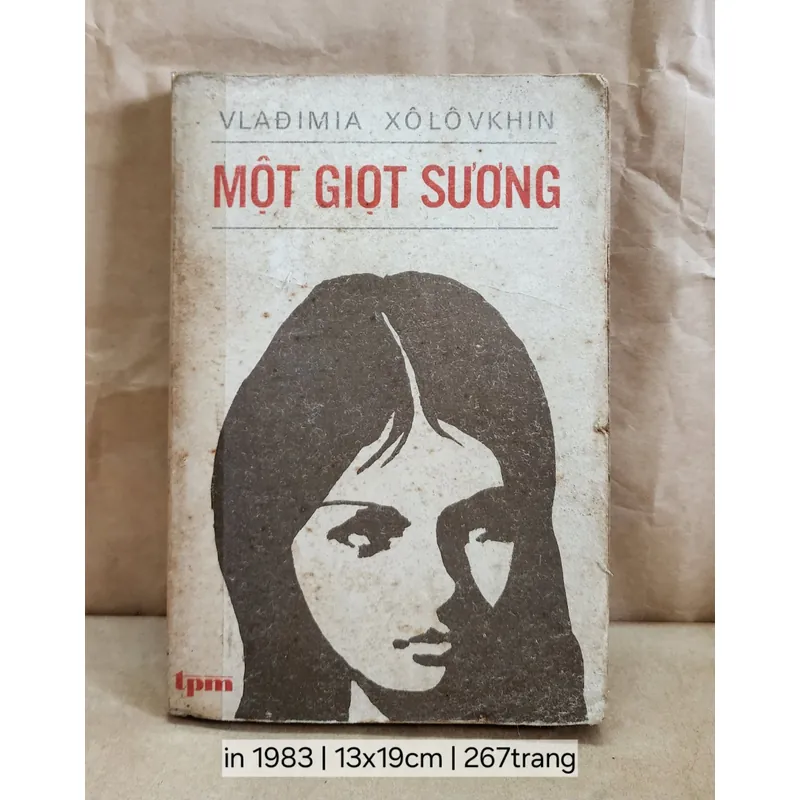 VLAĐIMIA XÔLÔVKHIN
MỘT GIỌT SƯƠNG
tpm
in 1983 | 13x19cm | 267trang